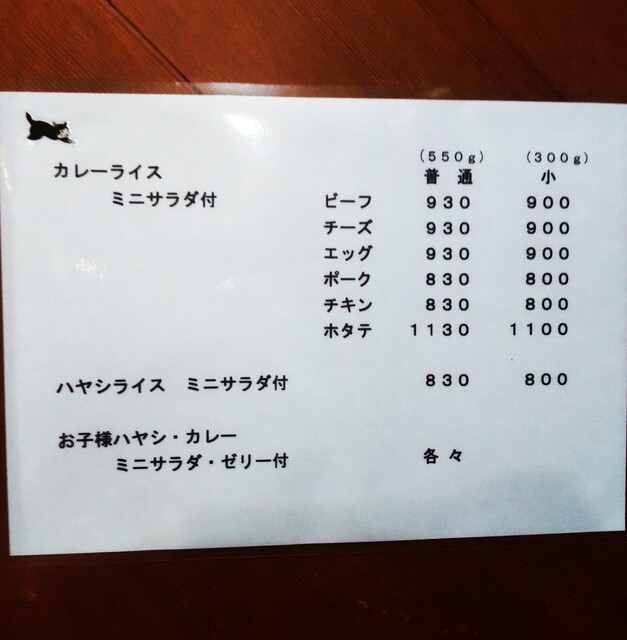 （５５０ｇ） （３００ｇ）
カレーライス 普　通 小
ミニサラダ付 ビーフ ９３０ ９００
チーズ ９３０ ９００
エッグ ９３０ ９００
ポーク ８３０ ８００
チキン ８３０ ８００
ホタテ １１３０ １１００
ハヤシライス　ミニサラダ付 ８３０ ８００
お子様ハヤシ・カレー
ミニサラダ・ゼリー付 各々